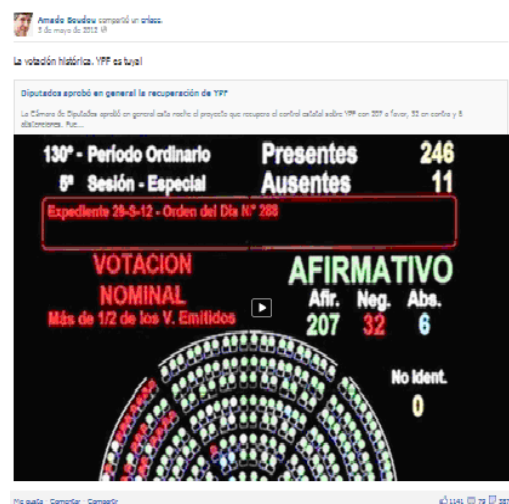 Amado Boudou compartió un enlace.
3 de mayo de 2012
La votación histórica. YPF es tuya!
Diputados aprobó en general la recuperación de YPF
La Cámara de Diputados aprobó en general esta noche el proyecto que recupera el control estatal sobre YPF con 207 a favor, 32 en contra y 6
abstenciones. Fue...
130° - Período Ordinario
5ª Sesión - Especial
Presentes 246
Ausentes 11
Expediente 29-S-12 - Orden del Día N° 288
VOTACION
NOMINAL
Más de 1/2 de los V. Emitidos
AFIRMATIVO
Afir. Neg. Abs.
207 32 6
No Ident.
0
Me gusta · Comentar · Compartir
1141 79 387